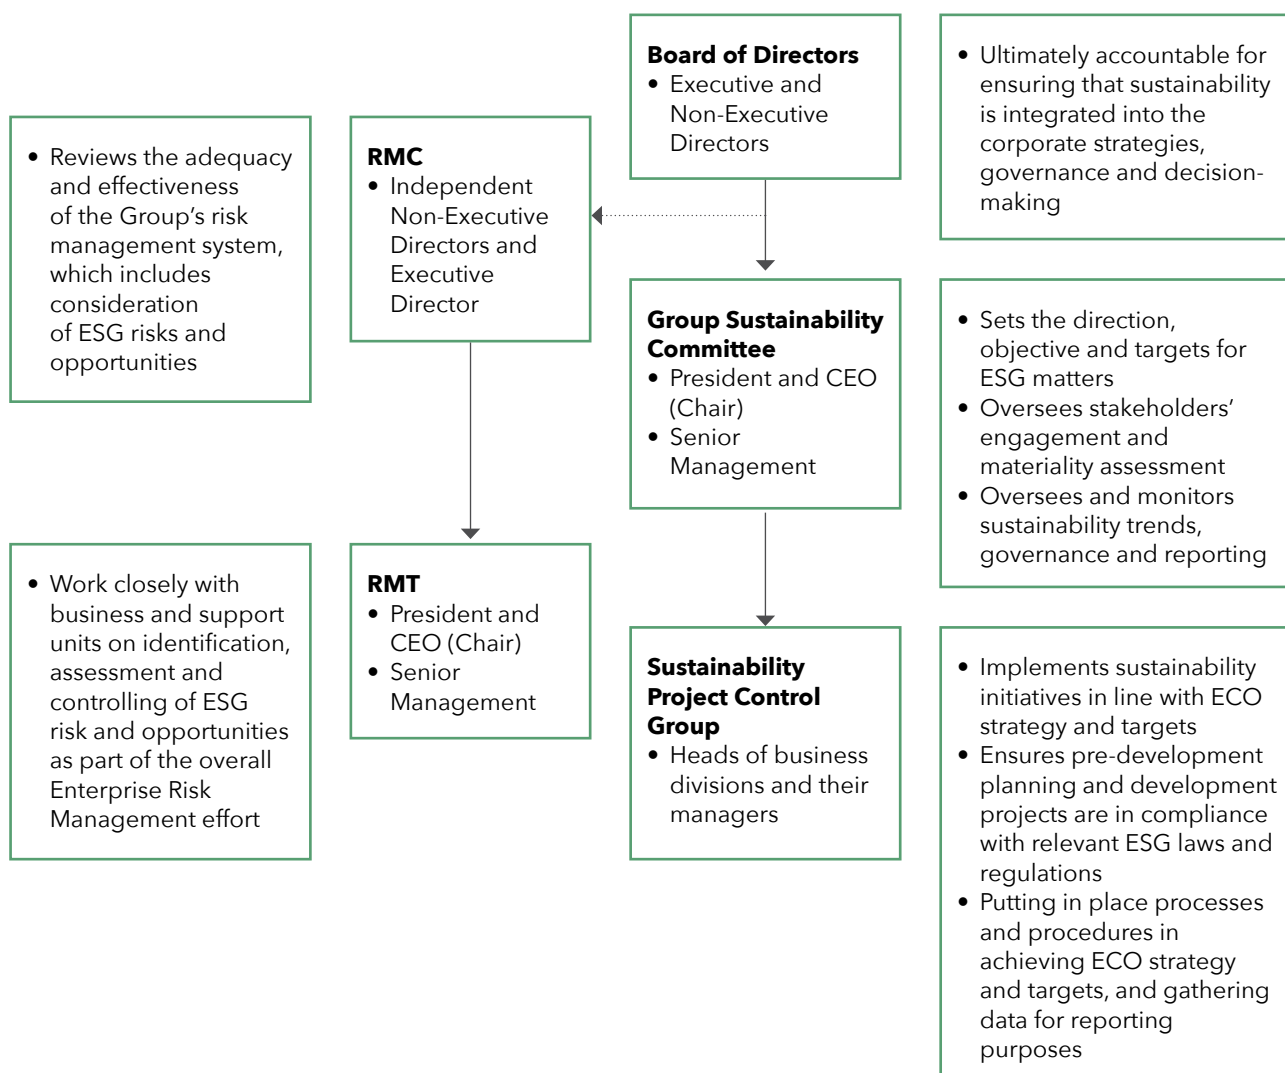 Board of Directors
• Executive and
Non-Executive
Directors
• Ultimately accountable for
ensuring that sustainability
is integrated into the
corporate strategies,
governance and decision-
making
• Reviews the adequacy
and effectiveness
of the Group’s risk
management system,
which includes
consideration
of ESG risks and
opportunities
RMC
• Independent
Non-Executive
Directors and
Executive
Director
Group Sustainability
Committee
• President and CEO
(Chair)
• Senior
Management
• Sets the direction,
objective and targets for
ESG matters
• Oversees stakeholders’
engagement and
materiality assessment
• Oversees and monitors
sustainability trends,
governance and reporting
• Work closely with
business and support
units on identification,
assessment and
controlling of ESG
risk and opportunities
as part of the overall
Enterprise Risk
Management effort
RMT
• President and
CEO (Chair)
• Senior
Management
Sustainability
Project Control
Group
• Heads of business
divisions and their
managers
• Implements sustainability
initiatives in line with ECO
strategy and targets
• Ensures pre-development
planning and development
projects are in compliance
with relevant ESG laws and
regulations
• Putting in place processes
and procedures in
achieving ECO strategy
and targets, and gathering
data for reporting
purposes